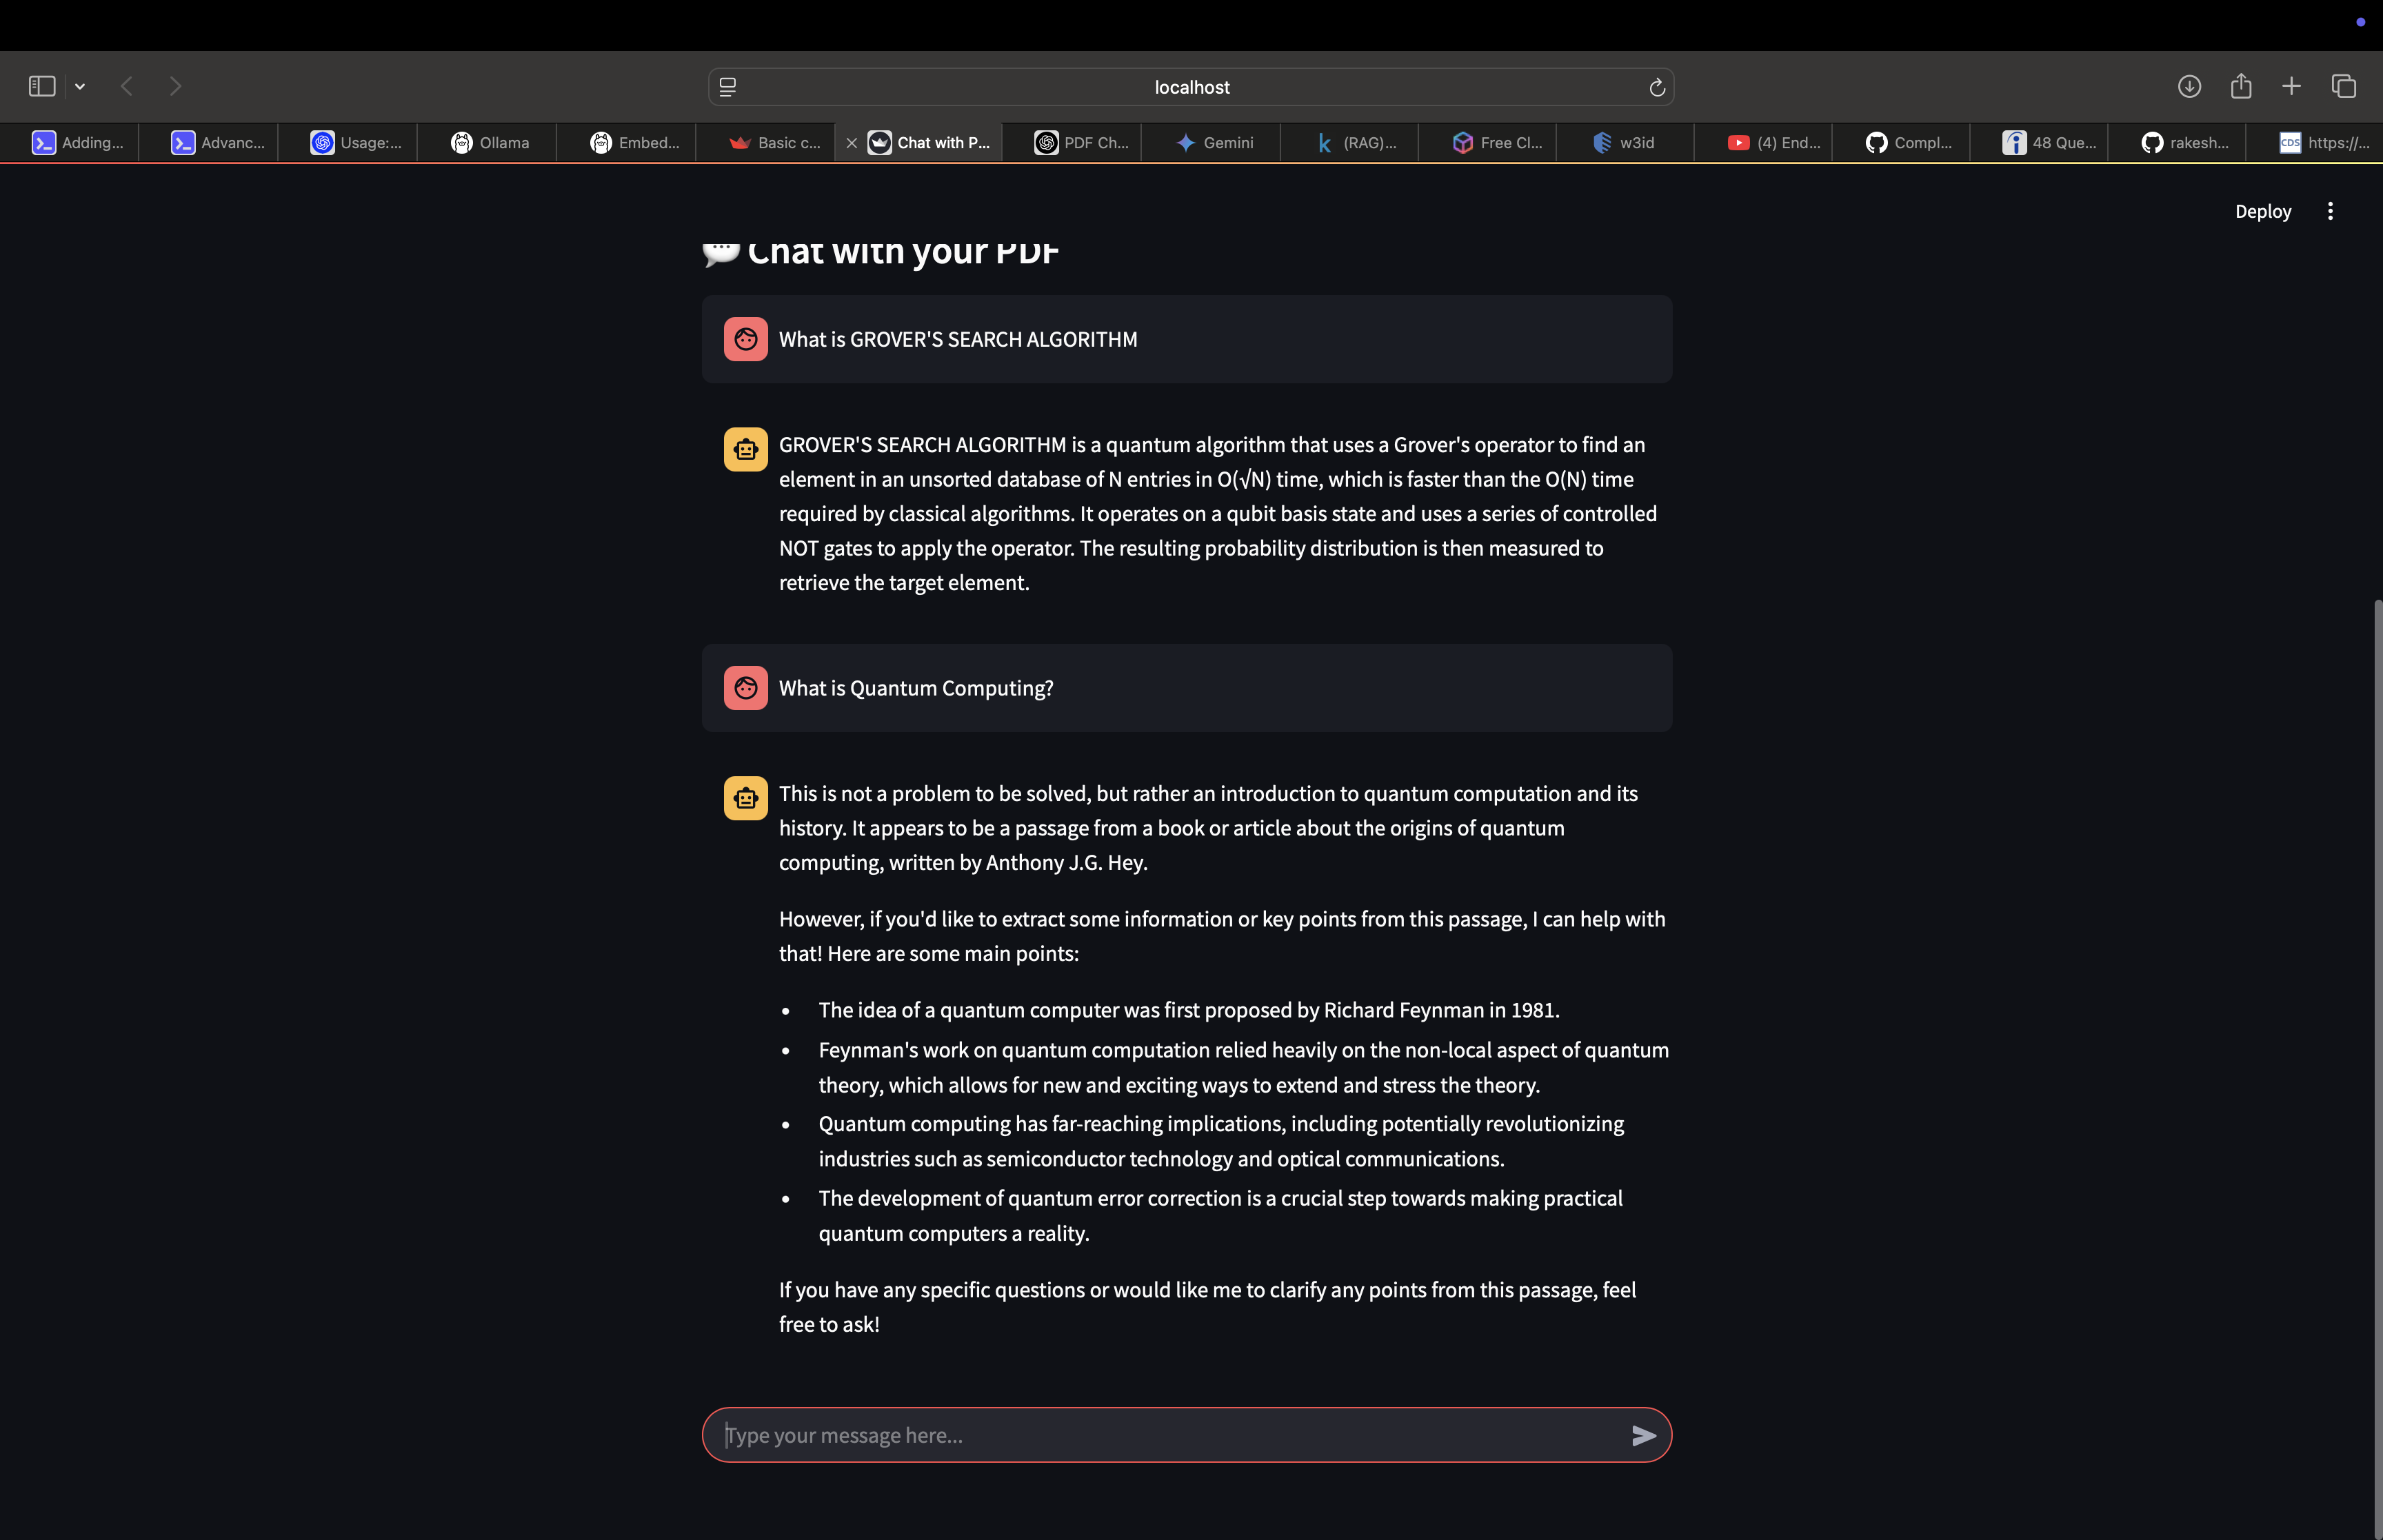 localhost
Adding...
Advanc...
Usage:...
Ollama
Embed...
Basic c...
Chat with P...
PDF Ch...
Gemini
k (RAG)...
Free Cl...
w3id
(4) End...
Compl...
48 Que...
rakesh...
CDS https://...
Deploy
Chat with your PDF
What is GROVER'S SEARCH ALGORITHM
GROVER'S SEARCH ALGORITHM is a quantum algorithm that uses a Grover's operator to find an
element in an unsorted database of N entries in O(√N) time, which is faster than the O(N) time
required by classical algorithms. It operates on a qubit basis state and uses a series of controlled
NOT gates to apply the operator. The resulting probability distribution is then measured to
retrieve the target element.
What is Quantum Computing?
This is not a problem to be solved, but rather an introduction to quantum computation and its
history. It appears to be a passage from a book or article about the origins of quantum
computing, written by Anthony J.G. Hey.
However, if you'd like to extract some information or key points from this passage, I can help with
that! Here are some main points:
• The idea of a quantum computer was first proposed by Richard Feynman in 1981.
• Feynman's work on quantum computation relied heavily on the non-local aspect of quantum
theory, which allows for new and exciting ways to extend and stress the theory.
• Quantum computing has far-reaching implications, including potentially revolutionizing
industries such as semiconductor technology and optical communications.
• The development of quantum error correction is a crucial step towards making practical
quantum computers a reality.
If you have any specific questions or would like me to clarify any points from this passage, feel
free to ask!
Type your message here...